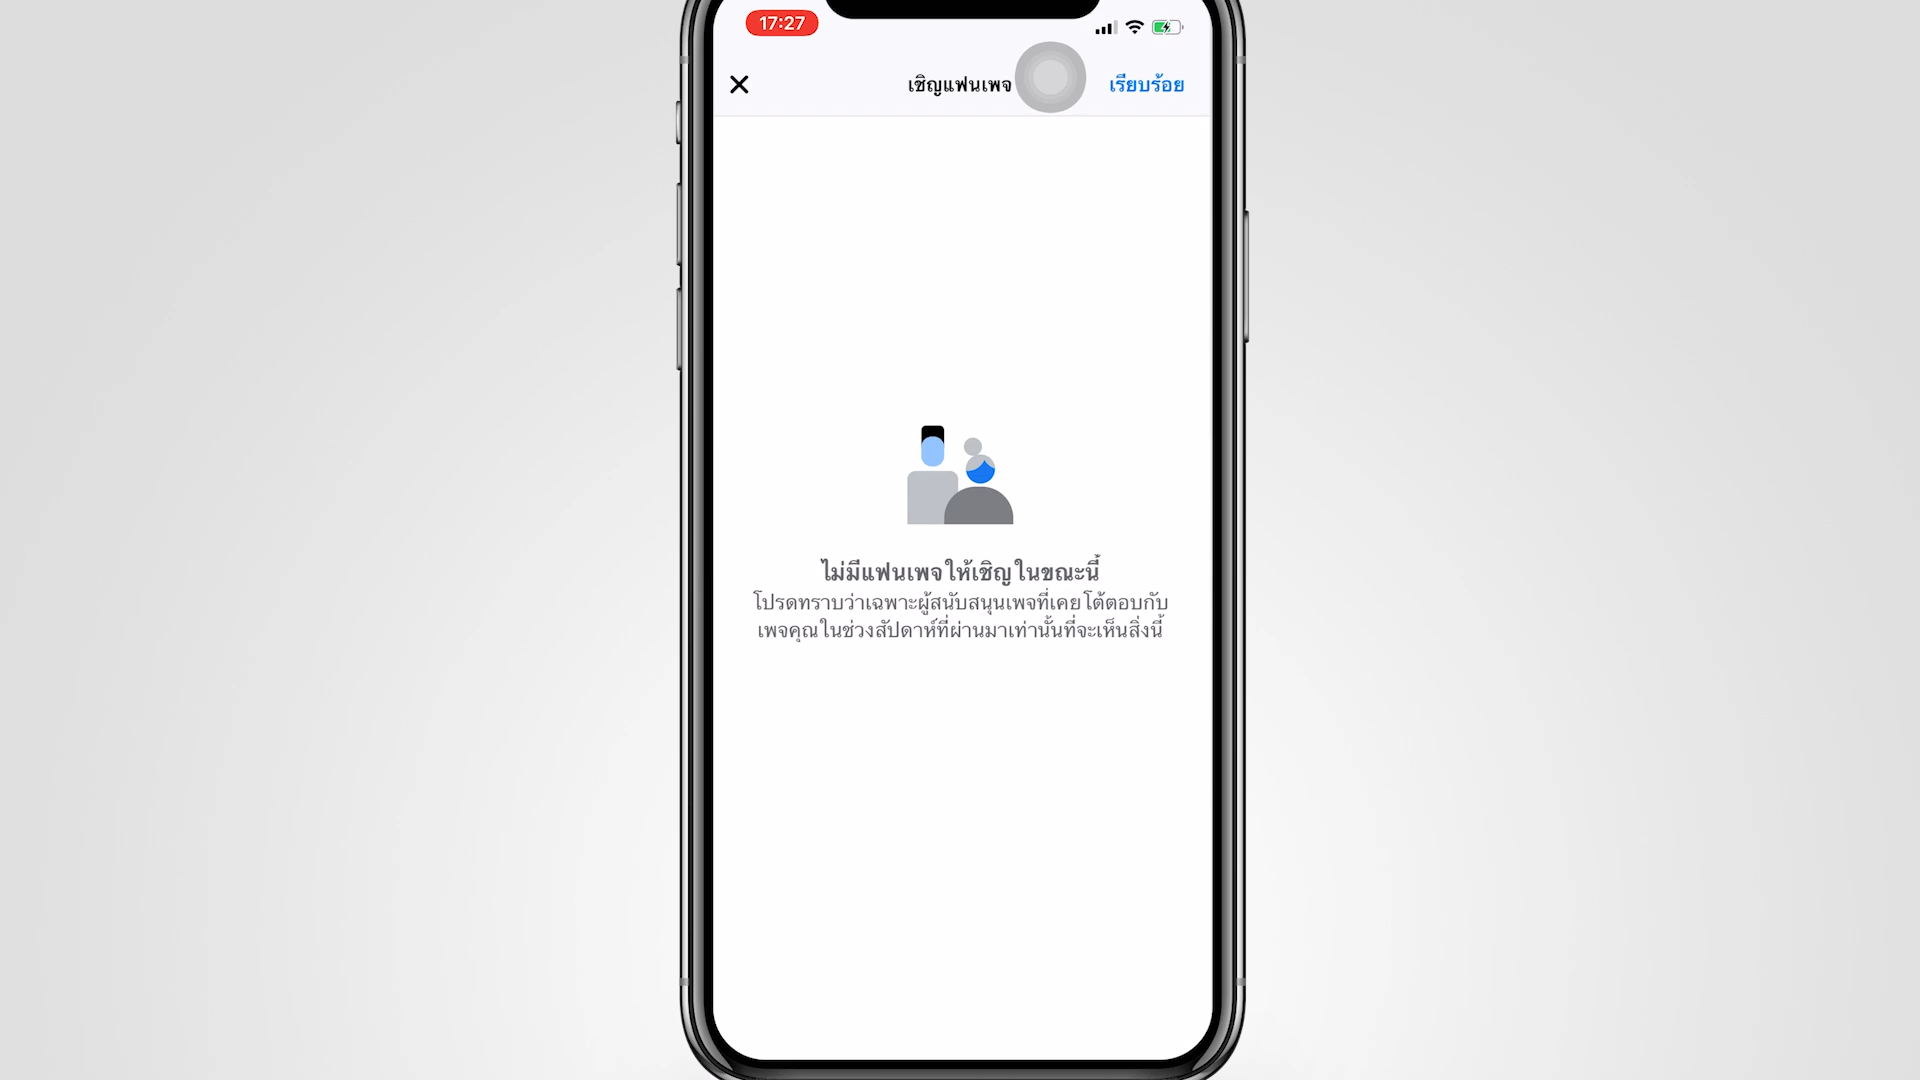 17:27
เชิญแฟนเพจ
เรียบร้อย
ไม่มีแฟนเพจให้เชิญในขณะนี้
โปรดทราบว่าเฉพาะผู้สนับสนุนเพจที่เคยโต้ตอบกับ
เพจคุณในช่วงสัปดาห์ที่ผ่านมาเท่านั้นที่จะเห็นสิ่งนี้